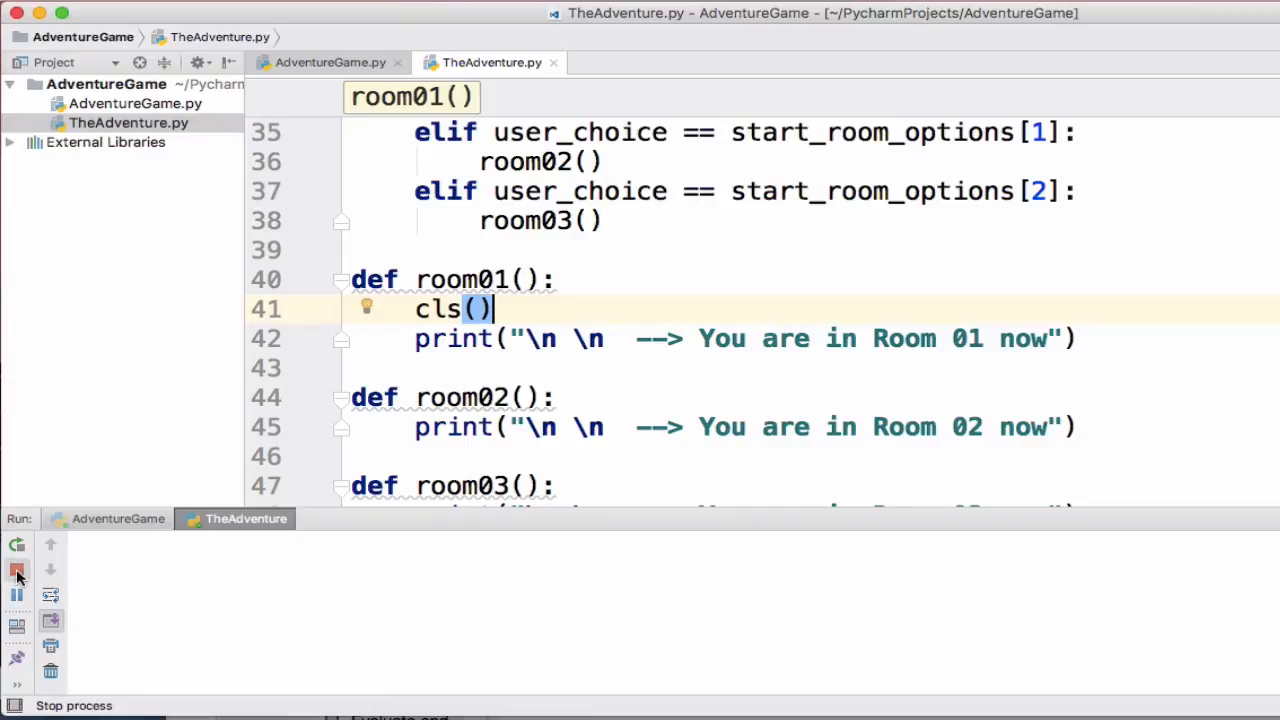 TheAdventure.py - AdventureGame - [~/PycharmProjects/AdventureGame]
AdventureGame TheAdventure.py
Project AdventureGame.py TheAdventure.py
AdventureGame ~/Pycharm
AdventureGame.py
TheAdventure.py
External Libraries
room01()
35 elif user_choice == start_room_options[1]:
36 room02()
37 elif user_choice == start_room_options[2]:
38 room03()
39
40 def room01():
41 cls()
42 print("\n \n --> You are in Room 01 now")
43
44 def room02():
45 print("\n \n --> You are in Room 02 now")
46
47 def room03():
Run: AdventureGame TheAdventure
Stop process